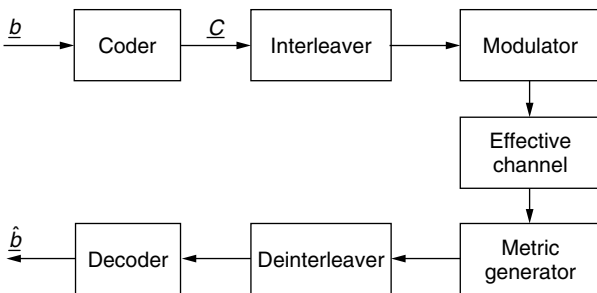 b
Coder
C
Interleaver
Modulator
Effective
channel
b̂
Decoder
Deinterleaver
Metric
generator